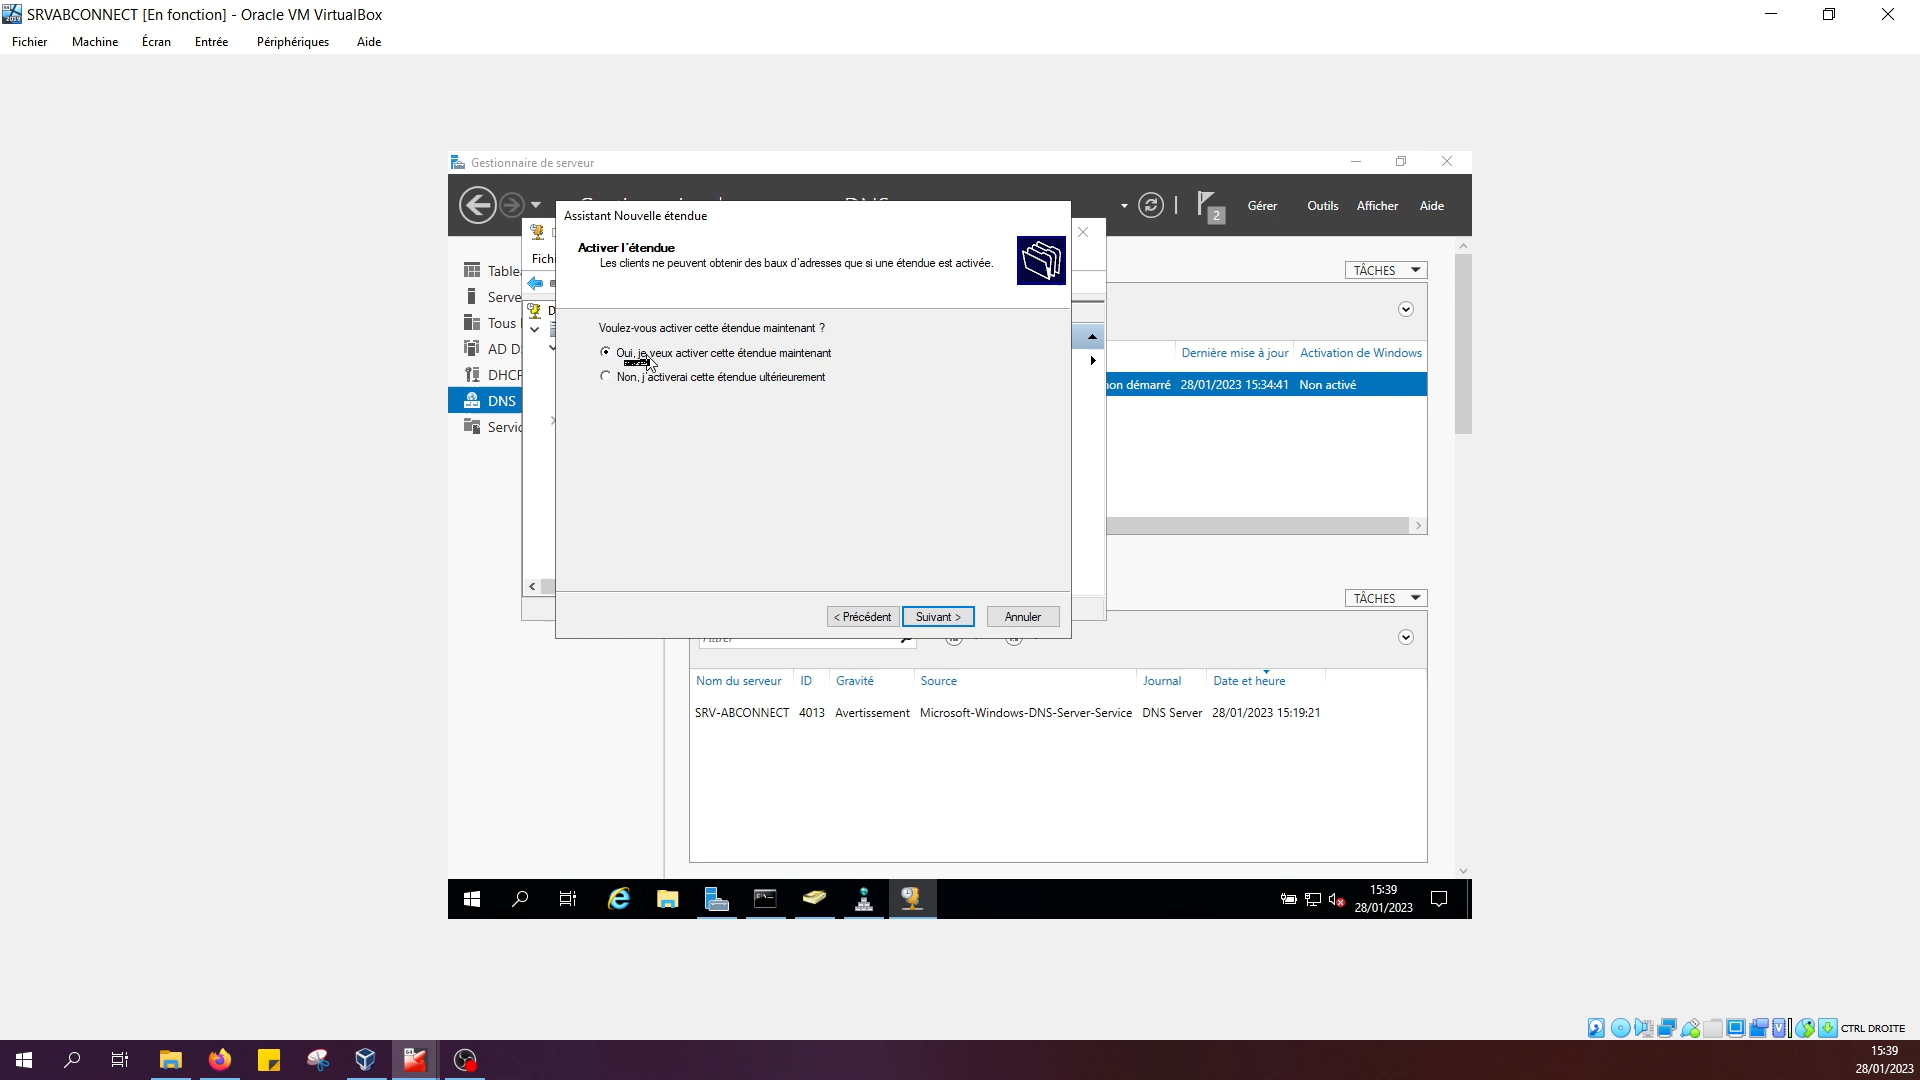 SRVABCONNECT [En fonction] - Oracle VM VirtualBox
Fichier Machine Écran Entrée Périphériques Aide
Gestionnaire de serveur
2 Gérer Outils Afficher Aide
Assistant Nouvelle étendue
Activer l'étendue
Les clients ne peuvent obtenir des baux d'adresses que si une étendue est activée.
Voulez-vous activer cette étendue maintenant ?
Oui, je veux activer cette étendue maintenant
Non, j'activerai cette étendue ultérieurement
< Précédent Suivant > Annuler
Fichi
Table
Serve
Tous
AD D
DHCP
DNS
Servic
TÂCHES
Dernière mise à jour Activation de Windows
non démarré 28/01/2023 15:34:41 Non activé
TÂCHES
Nom du serveur ID Gravité Source Journal Date et heure
SRV-ABCONNECT 4013 Avertissement Microsoft-Windows-DNS-Server-Service DNS Server 28/01/2023 15:19:21
15:39
28/01/2023
CTRL DROITE
15:39
28/01/2023